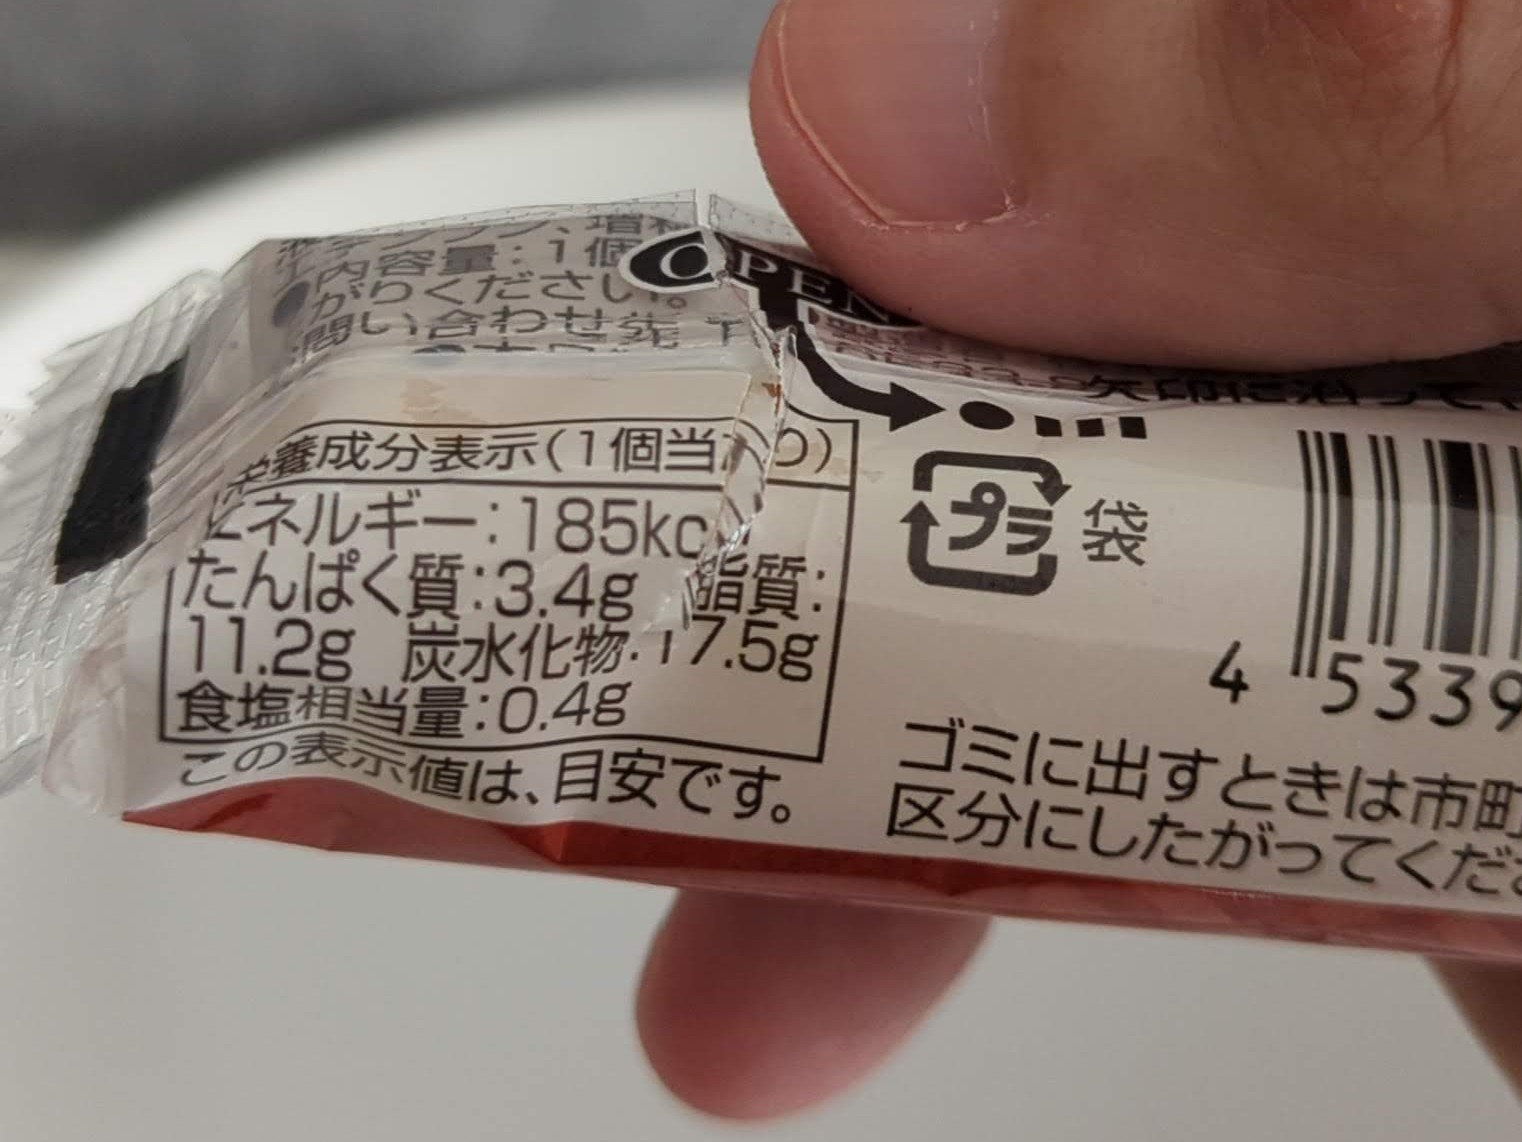 内容量:1個
がりください。
問い合わせ先
OPEN
矢印に沿って、
栄養成分表示(1個当たり)
エネルギー:185kc
たんぱく質:3.4g 脂質:
11.2g 炭水化物:17.5g
食塩相当量:0.4g
この表示値は、目安です。
プラ 袋
4 5339
ゴミに出すときは市町
区分にしたがってくださ